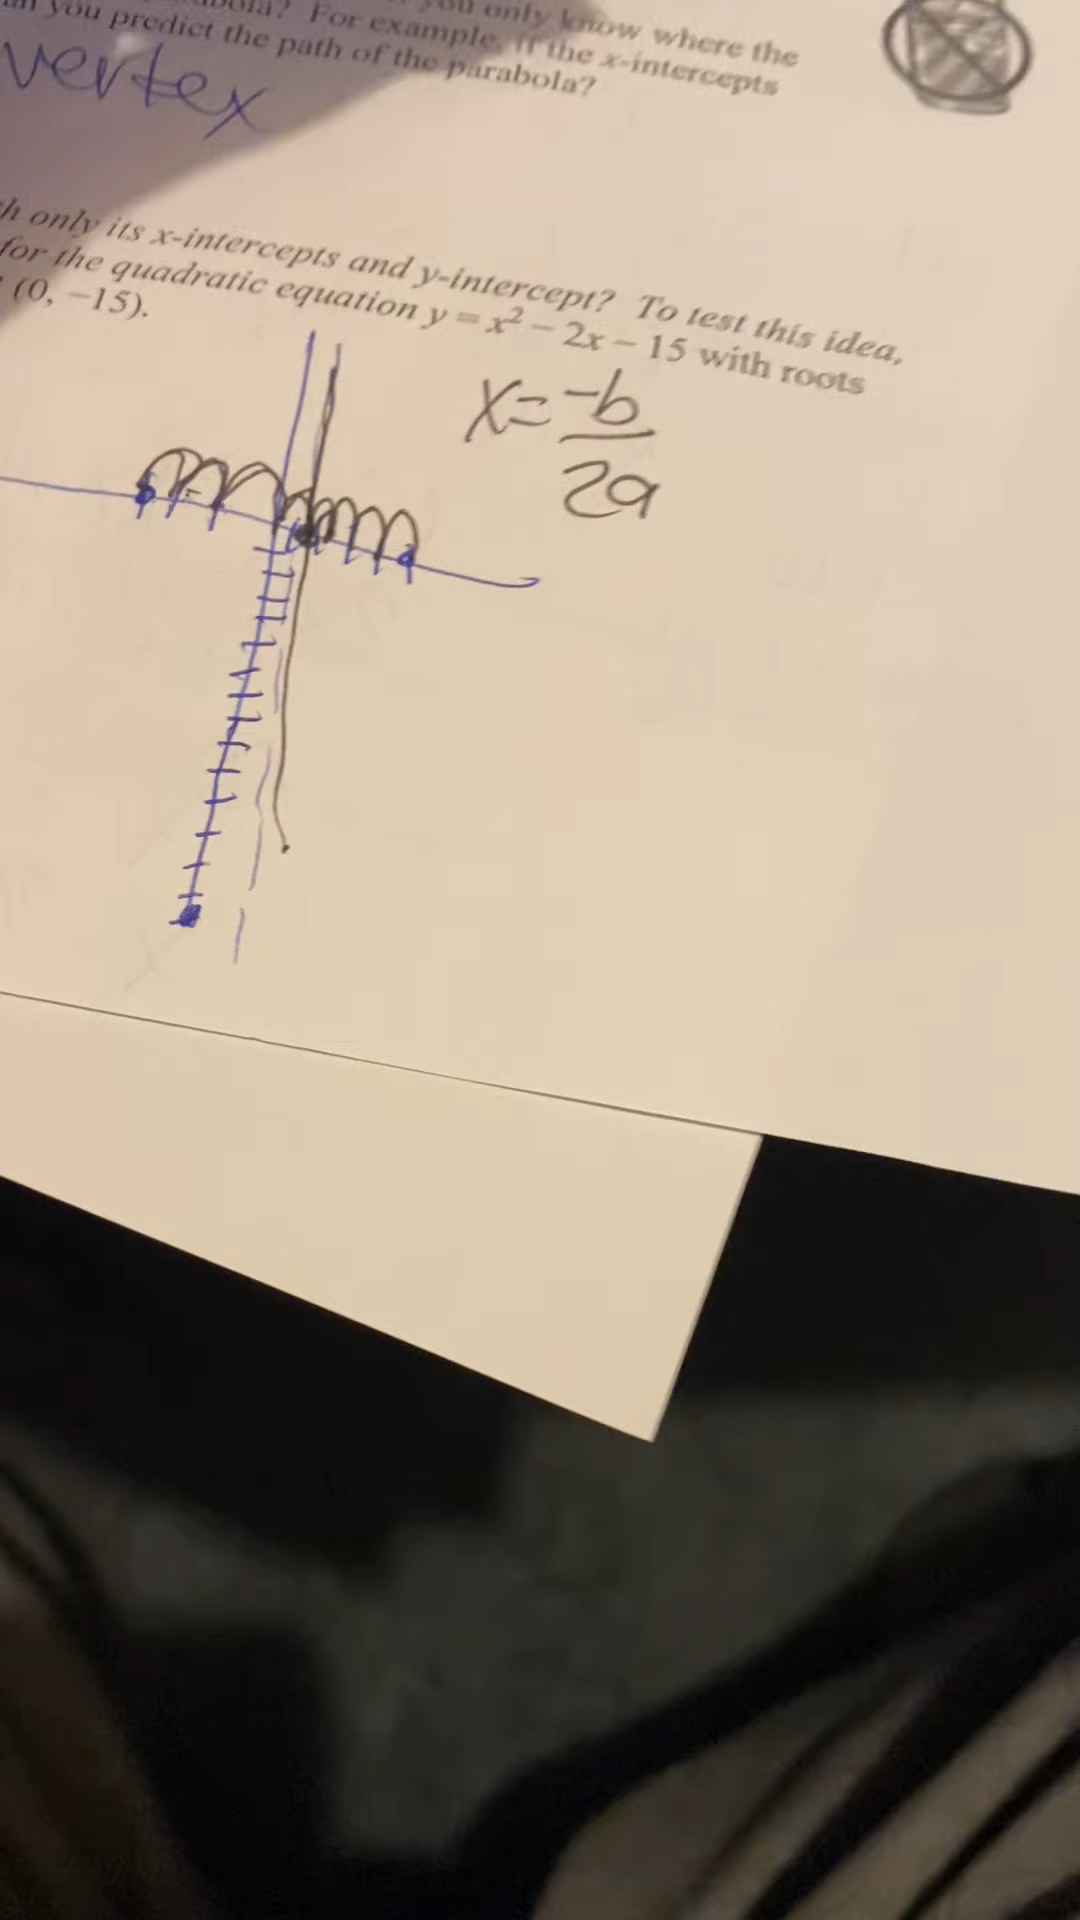 you only know where the
For example, if the x-intercepts
you predict the path of the parabola?
vertex
only its x-intercepts and y-intercept? To test this idea,
for the quadratic equation y = x² − 2x − 15 with roots
(0, −15).
x = -b
2a